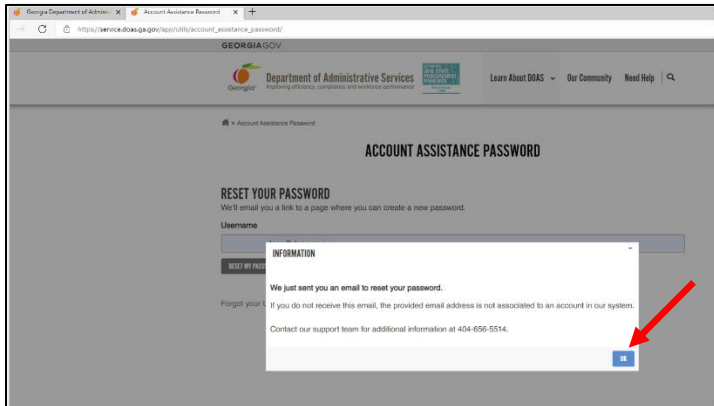 Georgia Department of Adminis
Account Assistance Password
https://service.doas.ga.gov/app/utils/account_assistance_password/
GEORGIAGOV
Georgia
Department of Administrative Services
Improving efficiency, compliance and workforce performance
Learn About DOAS
Our Community
Need Help
> Account Assistance Password
ACCOUNT ASSISTANCE PASSWORD
RESET YOUR PASSWORD
We'll email you a link to a page where you can create a new password.
Username
RESET MY PASS
Forgot your
INFORMATION
We just sent you an email to reset your password.
If you do not receive this email, the provided email address is not associated to an account in our system.
Contact our support team for additional information at 404-656-5514.
OK